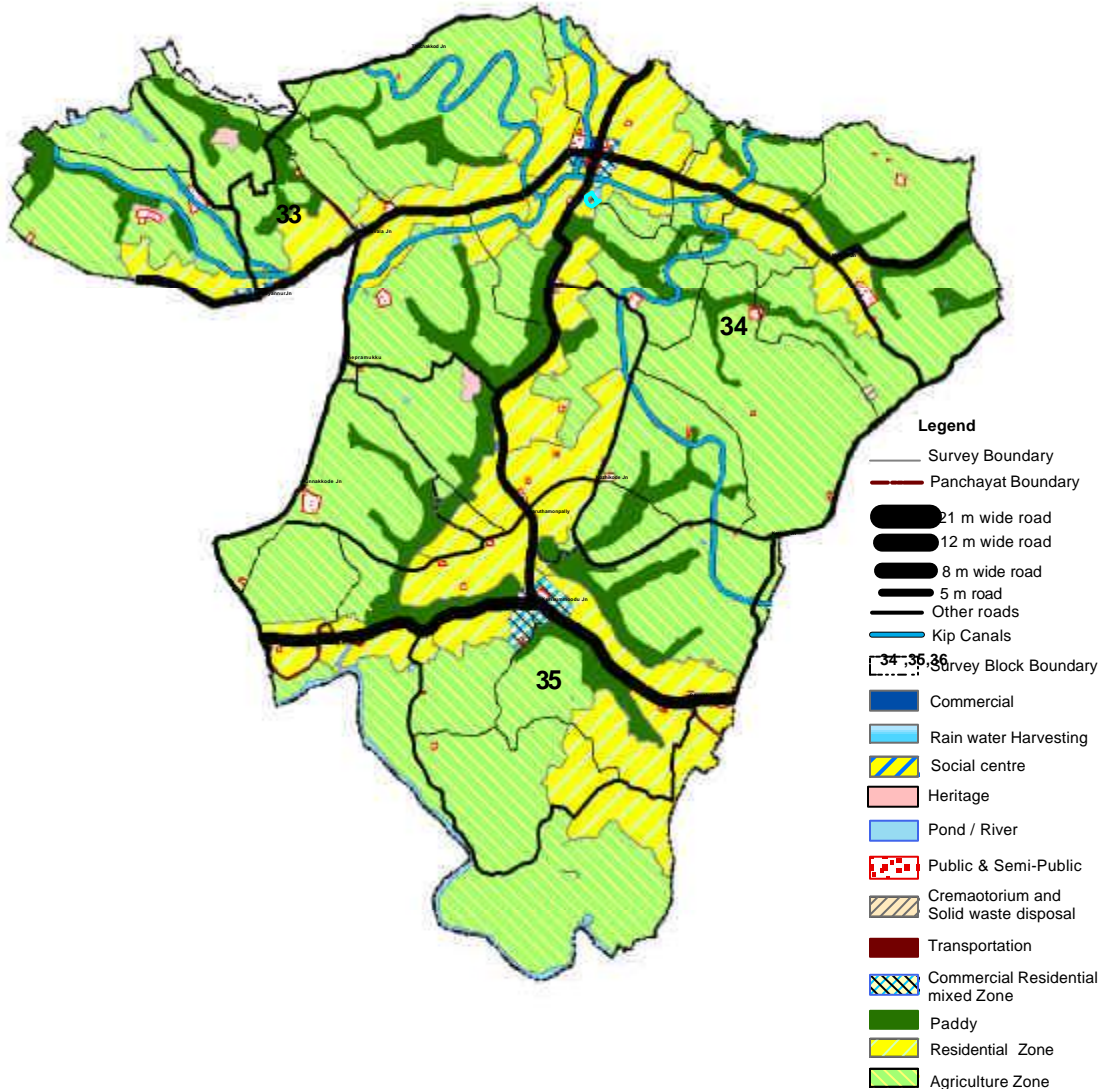 33
34
35
Legend
Survey Boundary
Panchayat Boundary
21 m wide road
12 m wide road
8 m wide road
5 m road
Other roads
Kip Canals
34 ,35,36
Survey Block Boundary
Commercial
Rain water Harvesting
Social centre
Heritage
Pond / River
Public & Semi-Public
Cremaotorium and
Solid waste disposal
Transportation
Commercial Residential
mixed Zone
Paddy
Residential Zone
Agriculture Zone